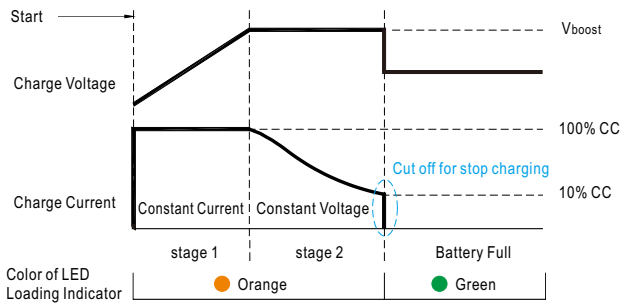 Start
Vboost
Charge Voltage
100% CC
Cut off for stop charging
10% CC
Charge Current
Constant Current
Constant Voltage
stage 1
stage 2
Battery Full
Color of LED
Loading Indicator
Orange
Green